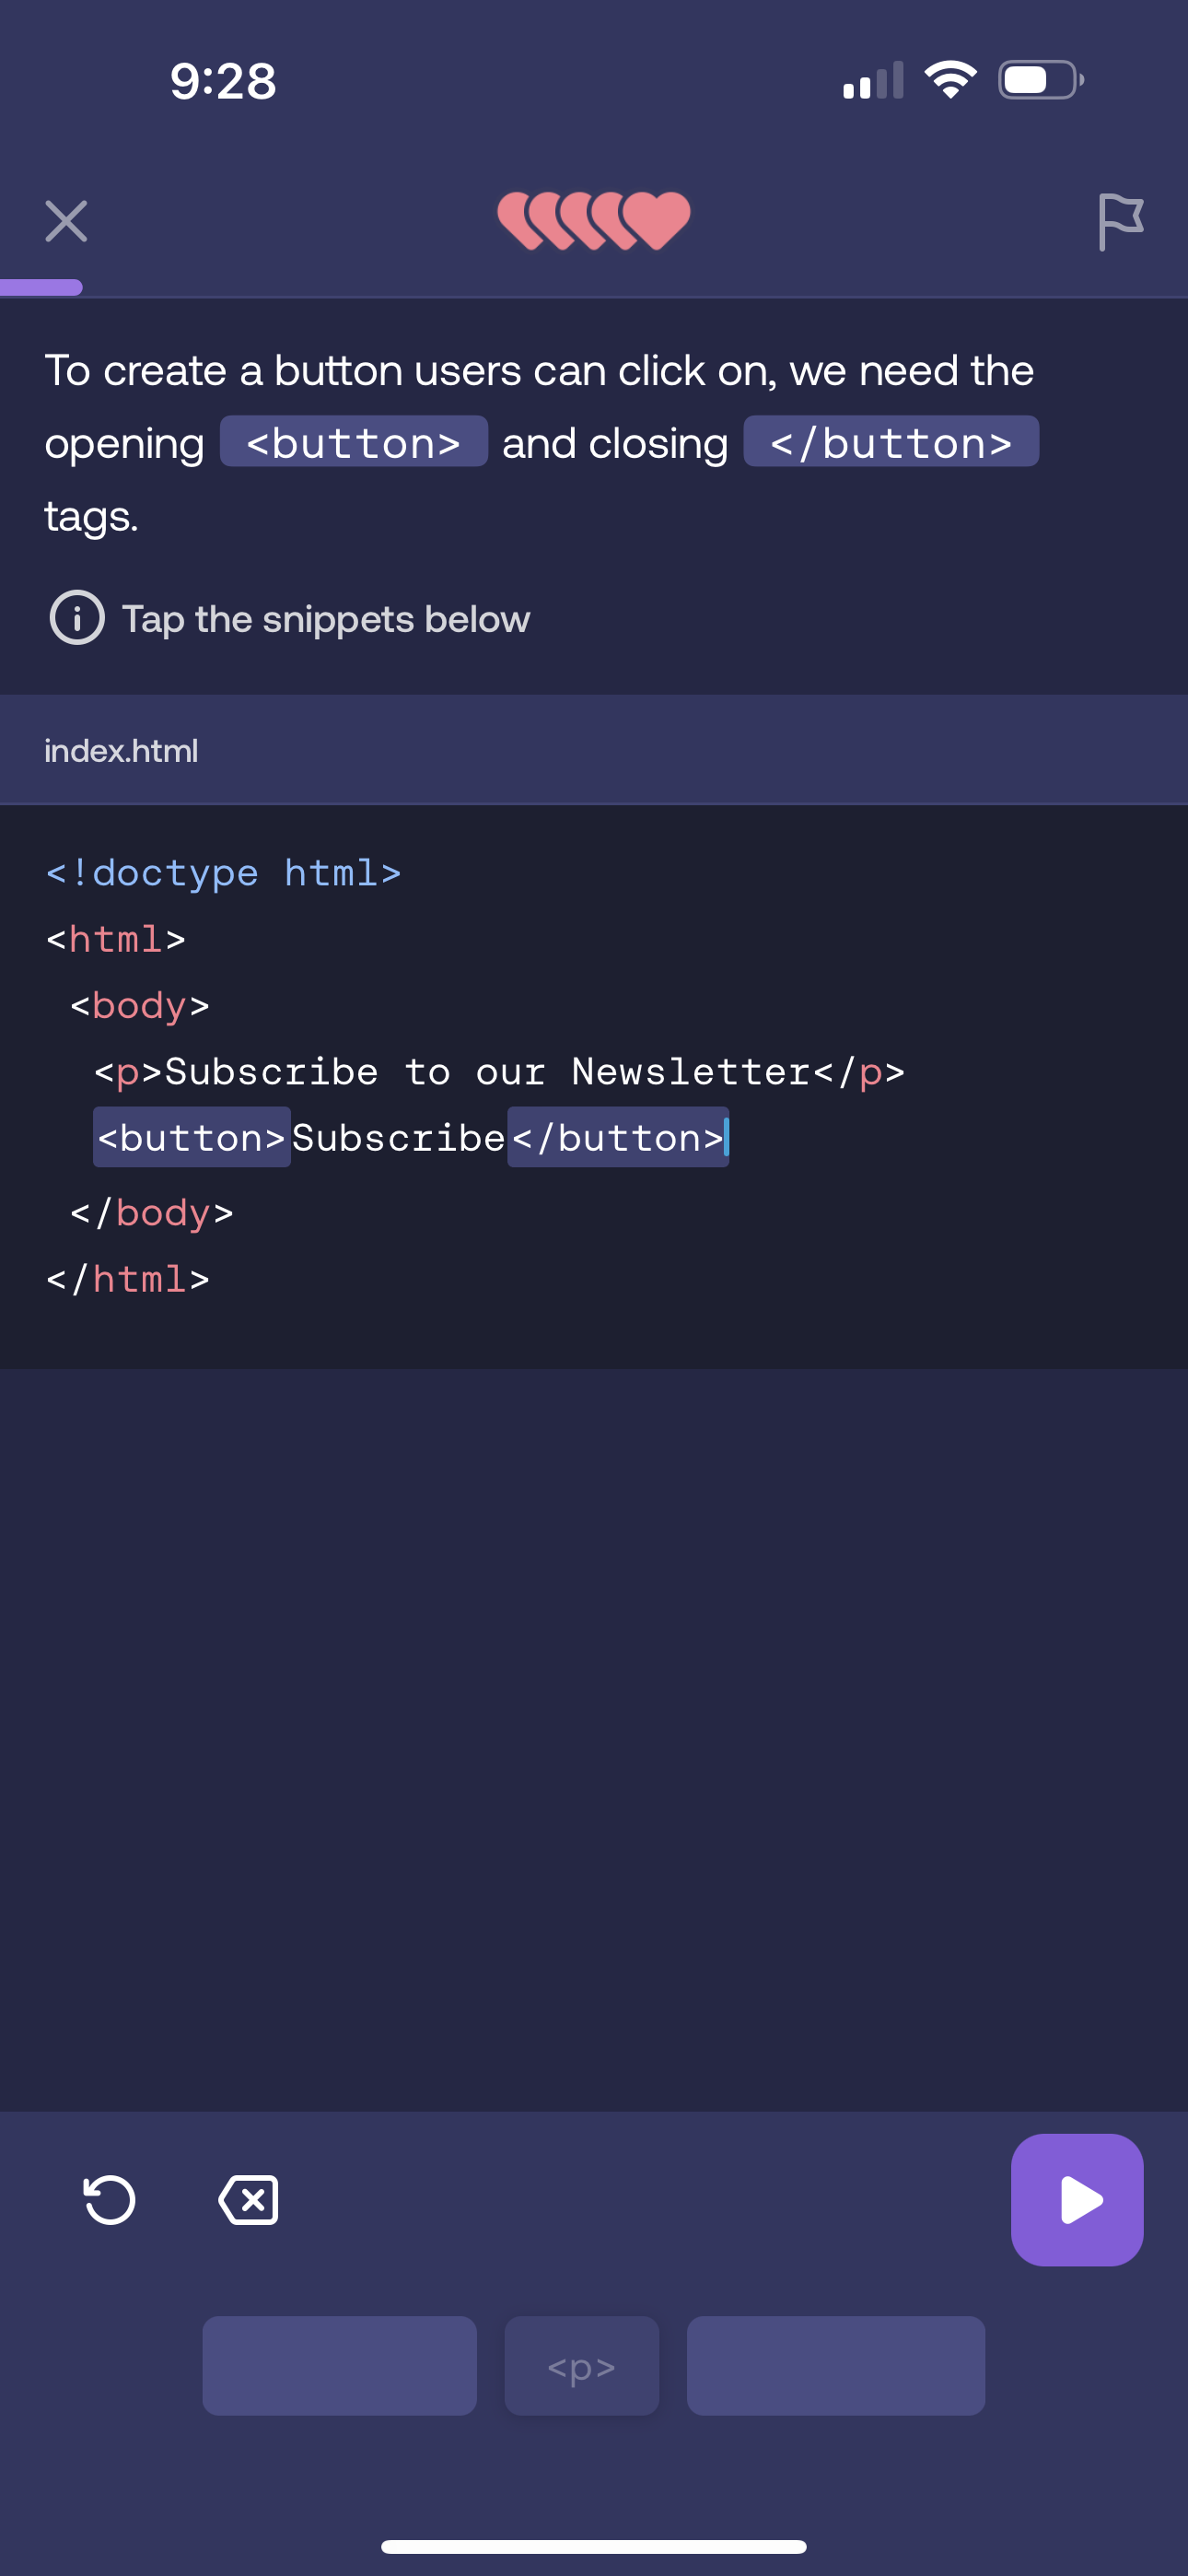 9:28
To create a button users can click on, we need the
opening <button> and closing </button>
tags.
Tap the snippets below
index.html
<!doctype html>
<html>
<body>
<p>Subscribe to our Newsletter</p>
<button>Subscribe</button>
</body>
</html>
<p>